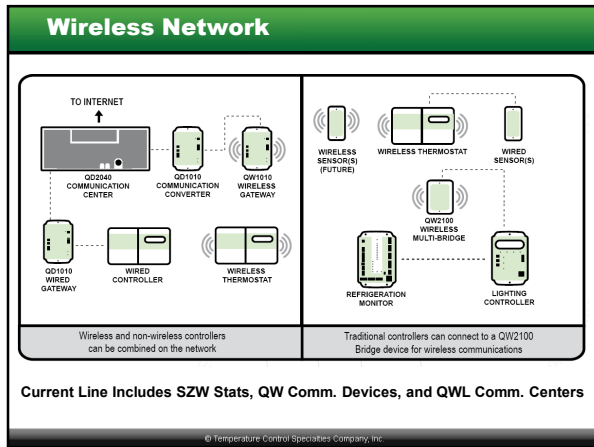 Wireless Network
TO INTERNET
QD2040
COMMUNICATION
CENTER
QD1010
COMMUNICATION
CONVERTER
QW1010
WIRELESS
GATEWAY
QD1010
WIRED
GATEWAY
WIRED
CONTROLLER
WIRELESS
THERMOSTAT
Wireless and non-wireless controllers
can be combined on the network
WIRELESS
SENSOR(S)
(FUTURE)
WIRELESS THERMOSTAT
WIRED
SENSOR(S)
QW2100
WIRELESS
MULTI-BRIDGE
REFRIGERATION
MONITOR
LIGHTING
CONTROLLER
Traditional controllers can connect to a QW2100
Bridge device for wireless communications
Current Line Includes SZW Stats, QW Comm. Devices, and QWL Comm. Centers
© Temperature Control Specialties Company, Inc.